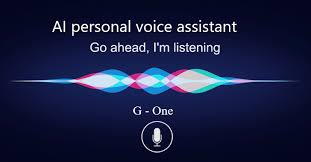 AI personal voice assistant
Go ahead, I'm listening
G - One